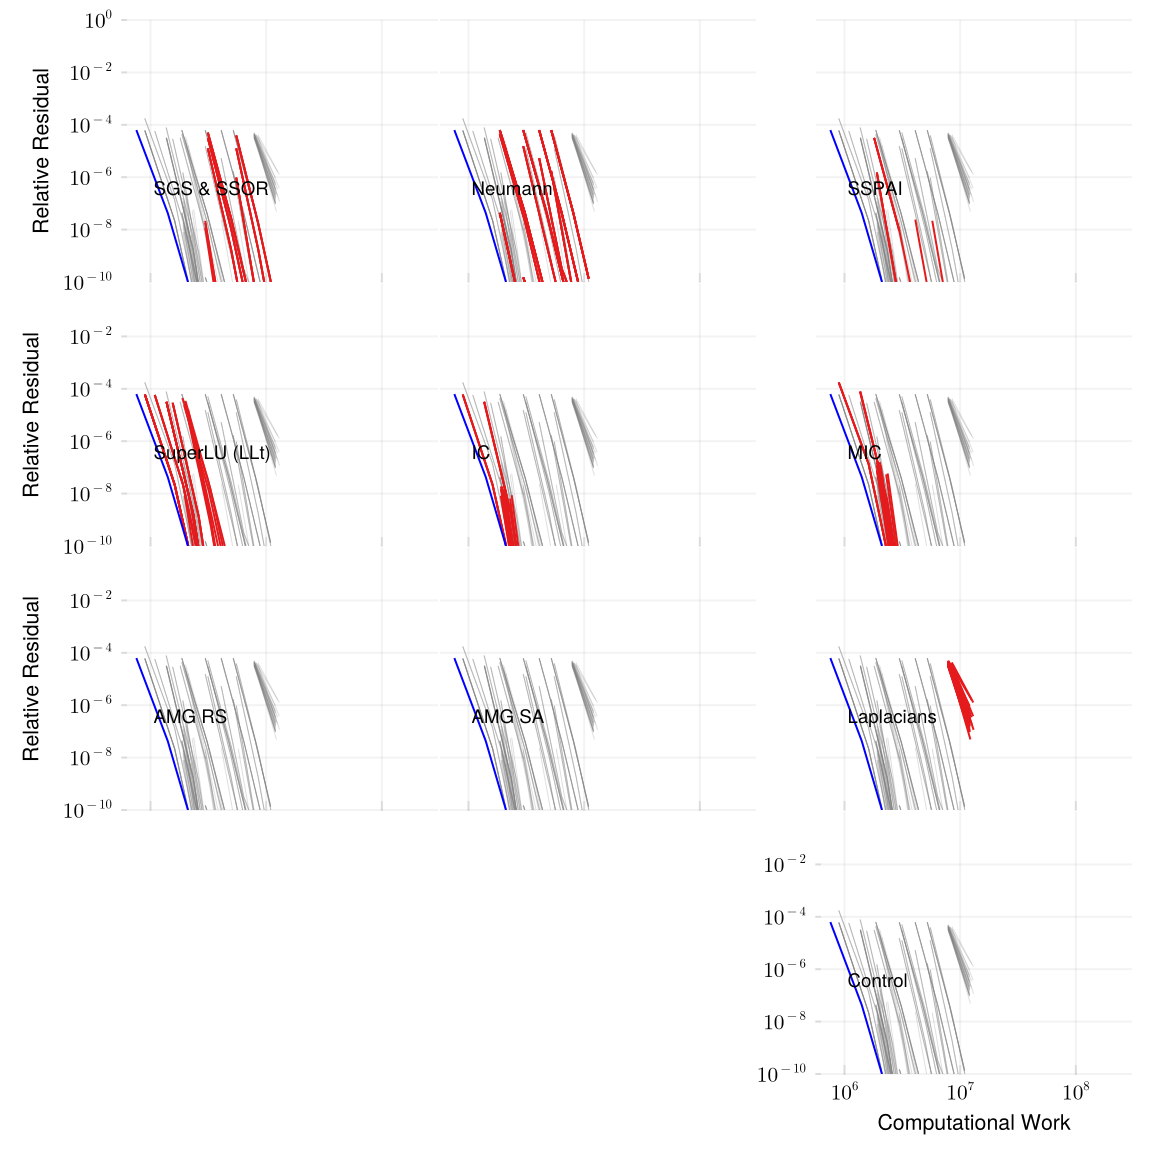 Relative Residual
10^0
10^−2
10^−4
10^−6
10^−8
10^−10
SGS & SSOR
Neumann
SSPAI
Relative Residual
10^−2
10^−4
10^−6
10^−8
10^−10
SuperLU (LLt)
IC
MIC
Relative Residual
10^−2
10^−4
10^−6
10^−8
10^−10
AMG RS
AMG SA
Laplacians
10^−2
10^−4
10^−6
10^−8
10^−10
Control
10^6 10^7 10^8
Computational Work